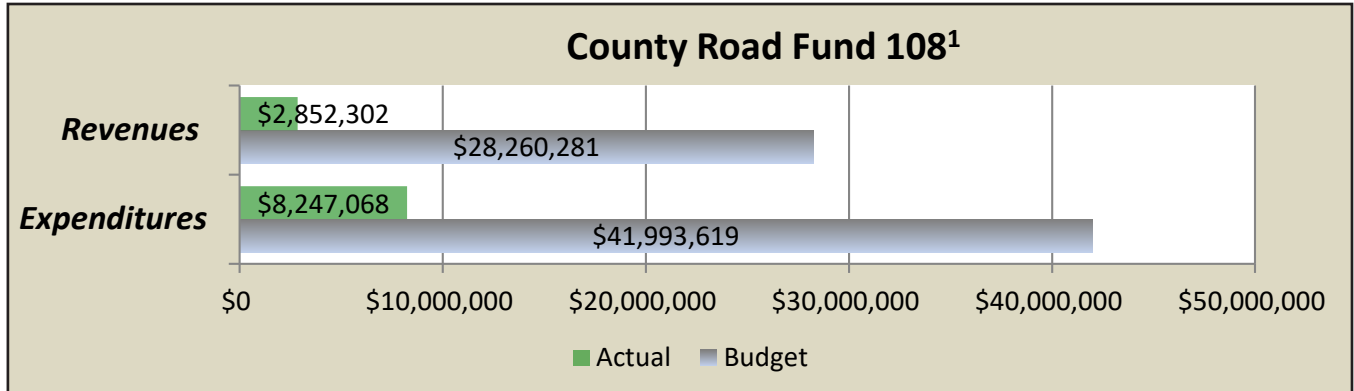 County Road Fund 108¹
Revenues
$2,852,302
$28,260,281
Expenditures
$8,247,068
$41,993,619
$0 $10,000,000 $20,000,000 $30,000,000 $40,000,000 $50,000,000
Actual Budget